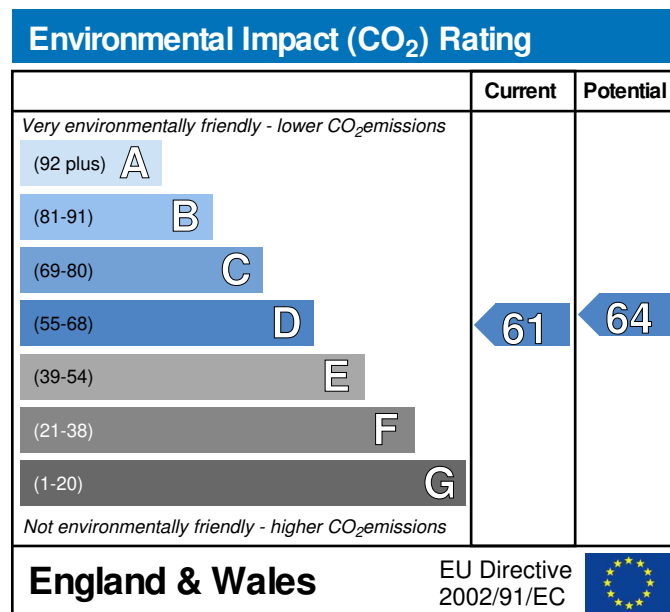 Environmental Impact (CO₂) Rating
Current Potential
Very environmentally friendly - lower CO₂emissions
(92 plus) A
(81-91) B
(69-80) C
(55-68) D
61
64
(39-54) E
(21-38) F
(1-20) G
Not environmentally friendly - higher CO₂emissions
England & Wales
EU Directive
2002/91/EC